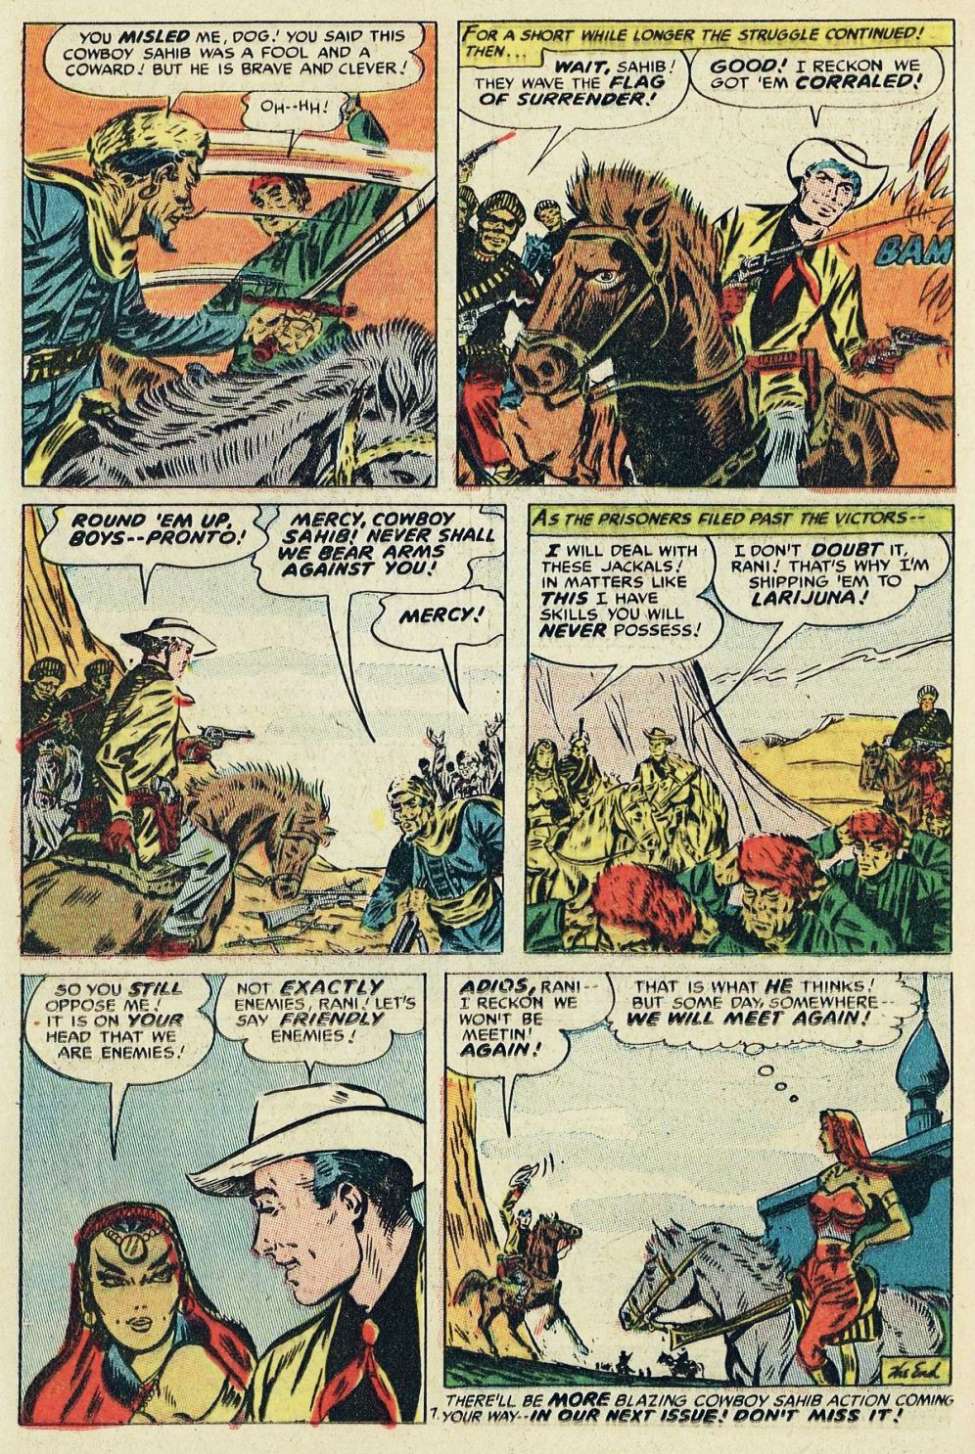 YOU MISLED ME, DOG! YOU SAID THIS
COWBOY SAHIB WAS A FOOL AND A
COWARD! BUT HE IS BRAVE AND CLEVER!
OH--HH!
FOR A SHORT WHILE LONGER THE STRUGGLE CONTINUED!
THEN...
WAIT, SAHIB!
THEY WAVE THE FLAG
OF SURRENDER!
GOOD! I RECKON WE
GOT 'EM CORRALED!
BAM
ROUND 'EM UP,
BOYS--PRONTO!
MERCY, COWBOY
SAHIB! NEVER SHALL
WE BEAR ARMS
AGAINST YOU!
MERCY!
AS THE PRISONERS FILED PAST THE VICTORS--
I WILL DEAL WITH
THESE JACKALS!
IN MATTERS LIKE
THIS I HAVE
SKILLS YOU WILL
NEVER POSSESS!
I DON'T DOUBT IT,
RANI! THAT'S WHY I'M
SHIPPING 'EM TO
LARIJUNA!
SO YOU STILL
OPPOSE ME!
IT IS ON YOUR
HEAD THAT WE
ARE ENEMIES!
NOT EXACTLY
ENEMIES, RANI! LET'S
SAY FRIENDLY
ENEMIES!
ADIOS, RANI--
I RECKON WE
WON'T BE
MEETIN'
AGAIN!
THAT IS WHAT HE THINKS!
BUT SOME DAY, SOMEWHERE--
WE WILL MEET AGAIN!
The End
THERE'LL BE MORE BLAZING COWBOY SAHIB ACTION COMING
7. YOUR WAY--IN OUR NEXT ISSUE! DON'T MISS IT!